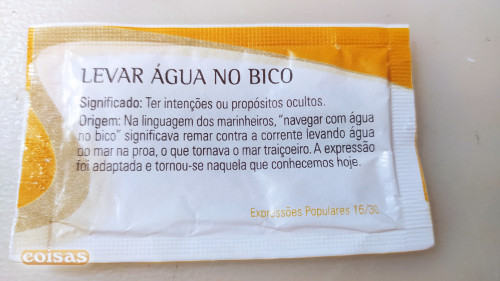 LEVAR ÁGUA NO BICO
Significado: Ter intenções ou propósitos ocultos.
Origem: Na linguagem dos marinheiros, "navegar com água
no bico" significava remar contra a corrente levando água
do mar na proa, o que tornava o mar traiçoeiro. A expressão
foi adaptada e tornou-se naquela que conhecemos hoje.
Expressões Populares 16/30
coisas